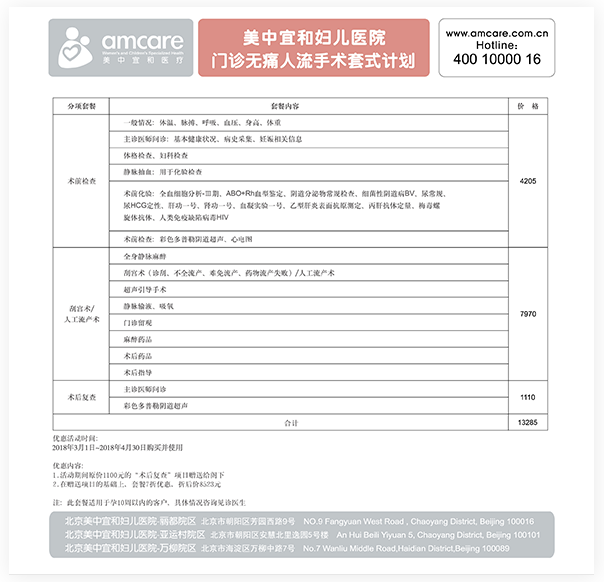 amcare
Women's and Children's Specialized Health
美中宜和医疗
美中宜和妇儿医院
门诊无痛人流手术套式计划
www.amcare.com.cn
Hotline:
400 10000 16
分项套餐 套餐内容 价 格
术前检查
一般情况：体温、脉搏、呼吸、血压、身高、体重
主诊医师问诊：基本健康状况、病史采集、妊娠相关信息
体格检查、妇科检查
静脉抽血：用于化验检查
术前化验：全血细胞分析-Ⅲ期、ABO+Rh血型鉴定、阴道分泌物常规检查、细菌性阴道病BV、尿常规、
尿HCG定性、肝功一号、肾功一号、血凝实验一号、乙型肝炎表面抗原测定、丙肝抗体定量、梅毒螺
旋体抗体、人类免疫缺陷病毒HIV
术前检查：彩色多普勒阴道超声、心电图
4205
刮宫术/
人工流产术
全身静脉麻醉
刮宫术（诊刮、不全流产、难免流产、药物流产失败）/人工流产术
超声引导手术
静脉输液、吸氧
门诊留观
麻醉药品
术后药品
术后指导
7970
术后复查
主诊医师问诊
彩色多普勒阴道超声
1110
合计 13285
优惠活动时间：
2018年3月1日-2018年4月30日购买并使用
优惠内容：
1.活动期间原价1100元的“术后复查”项目赠送给阁下
2.在赠送项目的基础上，套餐7折优惠，折后价8523元
注：此套餐适用于孕10周以内的客户，具体情况咨询见诊医生
北京美中宜和妇儿医院-丽都院区 北京市朝阳区芳园西路9号 NO.9 Fangyuan West Road , Chaoyang District, Beijing 100016
北京美中宜和妇儿医院-亚运村院区 北京市朝阳区安慧北里逸园5号楼 An Hui Beili Yiyuan 5, Chaoyang District, Beijing 100101
北京美中宜和妇儿医院-万柳院区 北京市海淀区万柳中路7号 No.7 Wanliu Middle Road,Haidian District,Beijing 100089